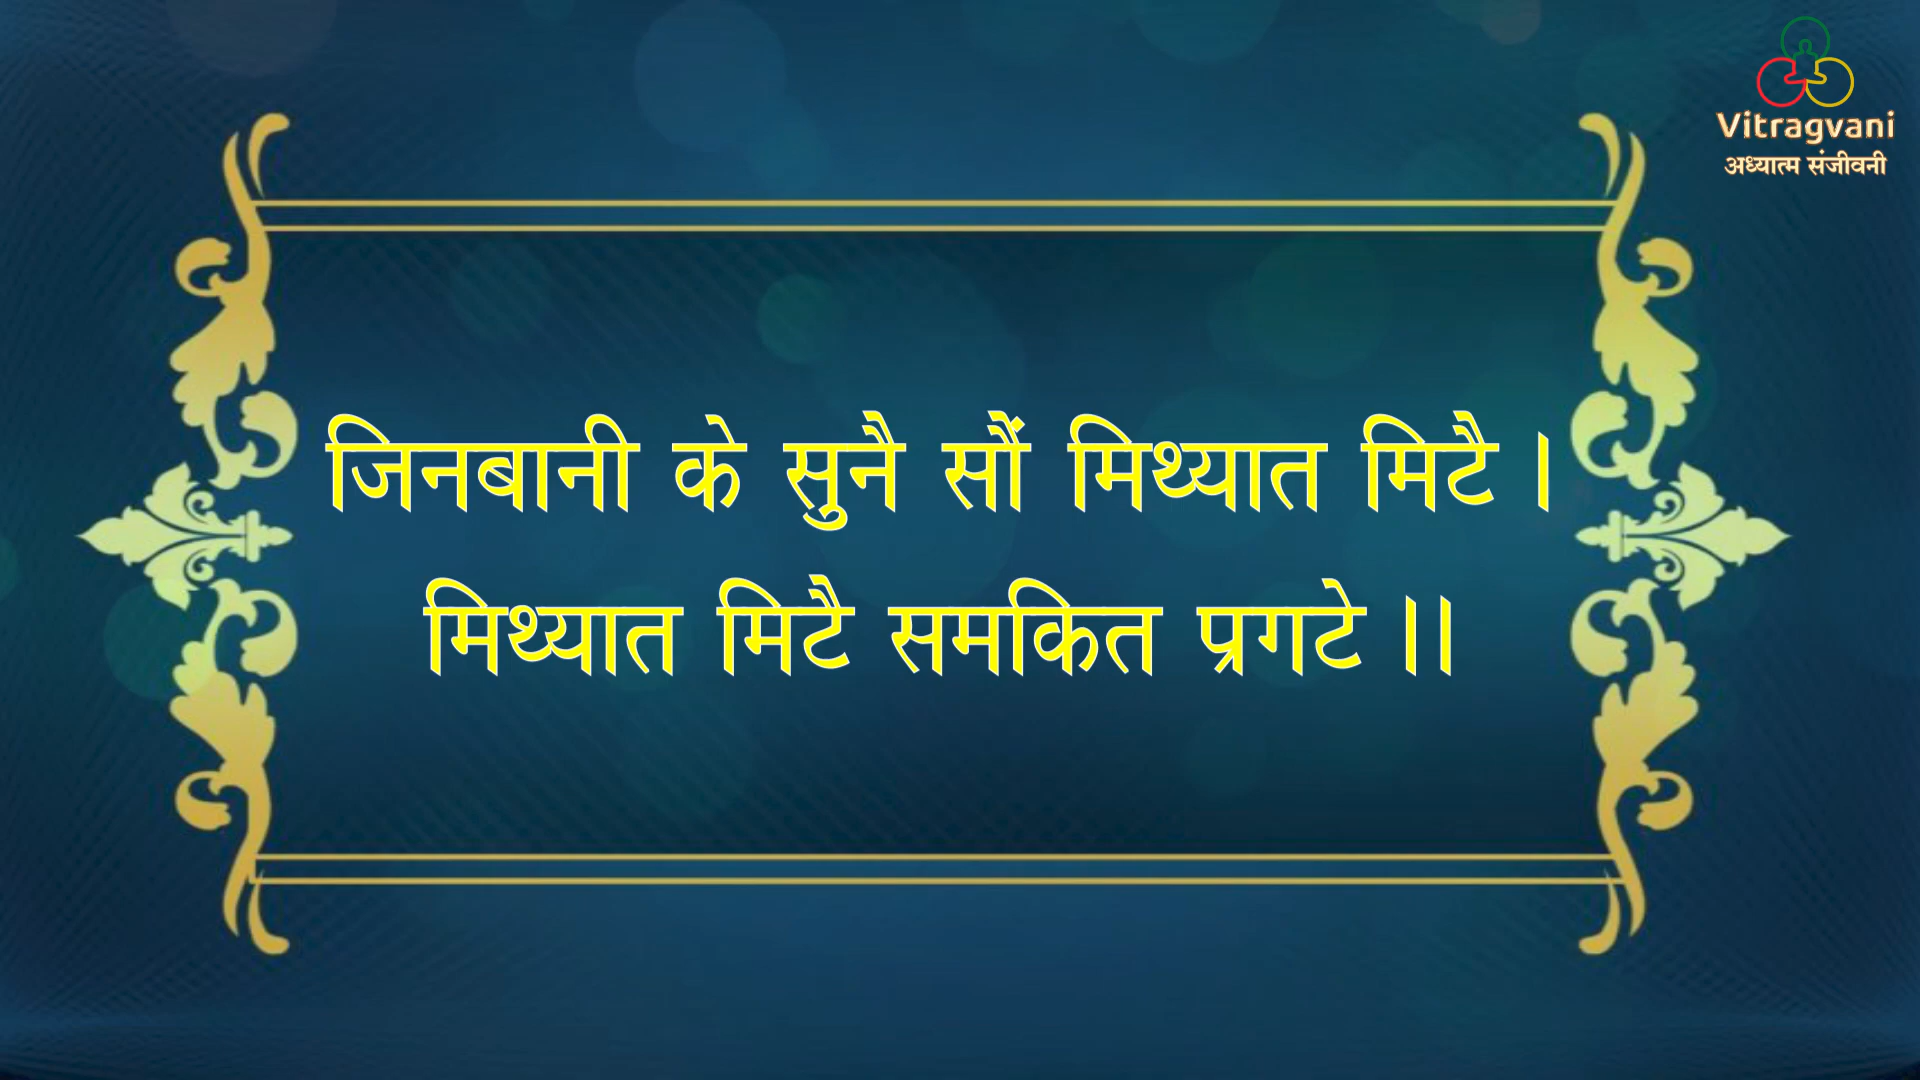 Vitragvani
अध्यात्म संजीवनी
जिनबानी के सुनै सौं मिथ्यात मिटै ।
मिथ्यात मिटै समकित प्रगटे ।।